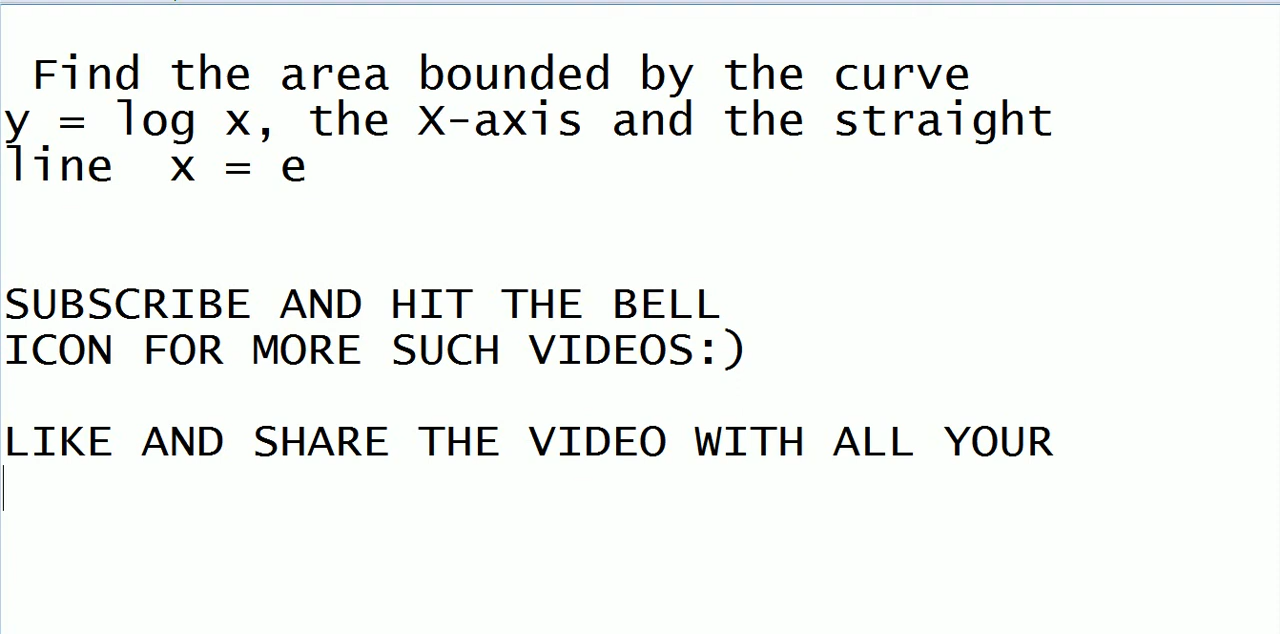 Find the area bounded by the curve
y = log x, the X-axis and the straight
line x = e
SUBSCRIBE AND HIT THE BELL
ICON FOR MORE SUCH VIDEOS:)
LIKE AND SHARE THE VIDEO WITH ALL YOUR